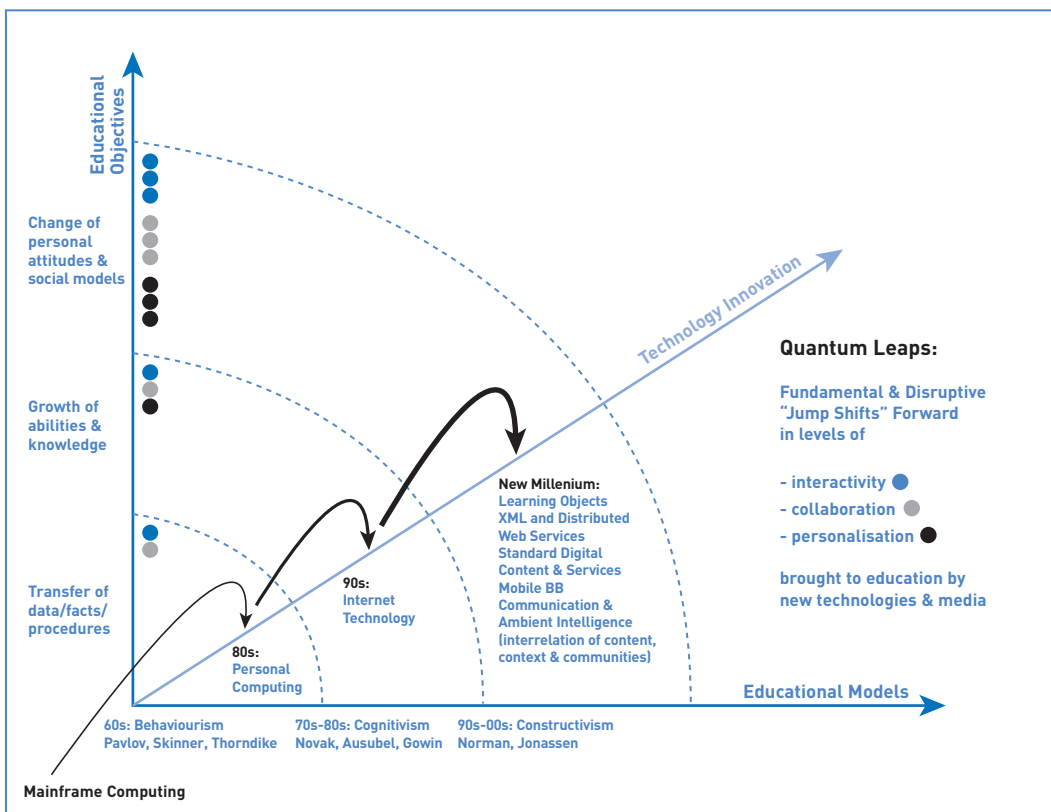 Educational
Objectives
Change of
personal
attitudes &
social models
Growth of
abilities &
knowledge
Transfer of
data/facts/
procedures
Technology Innovation
Quantum Leaps:
Fundamental & Disruptive
“Jump Shifts” Forward
in levels of
- interactivity
- collaboration
- personalisation
brought to education by
new technologies & media
New Millenium:
Learning Objects
XML and Distributed
Web Services
Standard Digital
Content & Services
Mobile BB
Communication &
Ambient Intelligence
(interrelation of content,
context & communities)
90s:
Internet
Technology
80s:
Personal
Computing
Educational Models
60s: Behaviourism
Pavlov, Skinner, Thorndike
70s-80s: Cognitivism
Novak, Ausubel, Gowin
90s-00s: Constructivism
Norman, Jonassen
Mainframe Computing